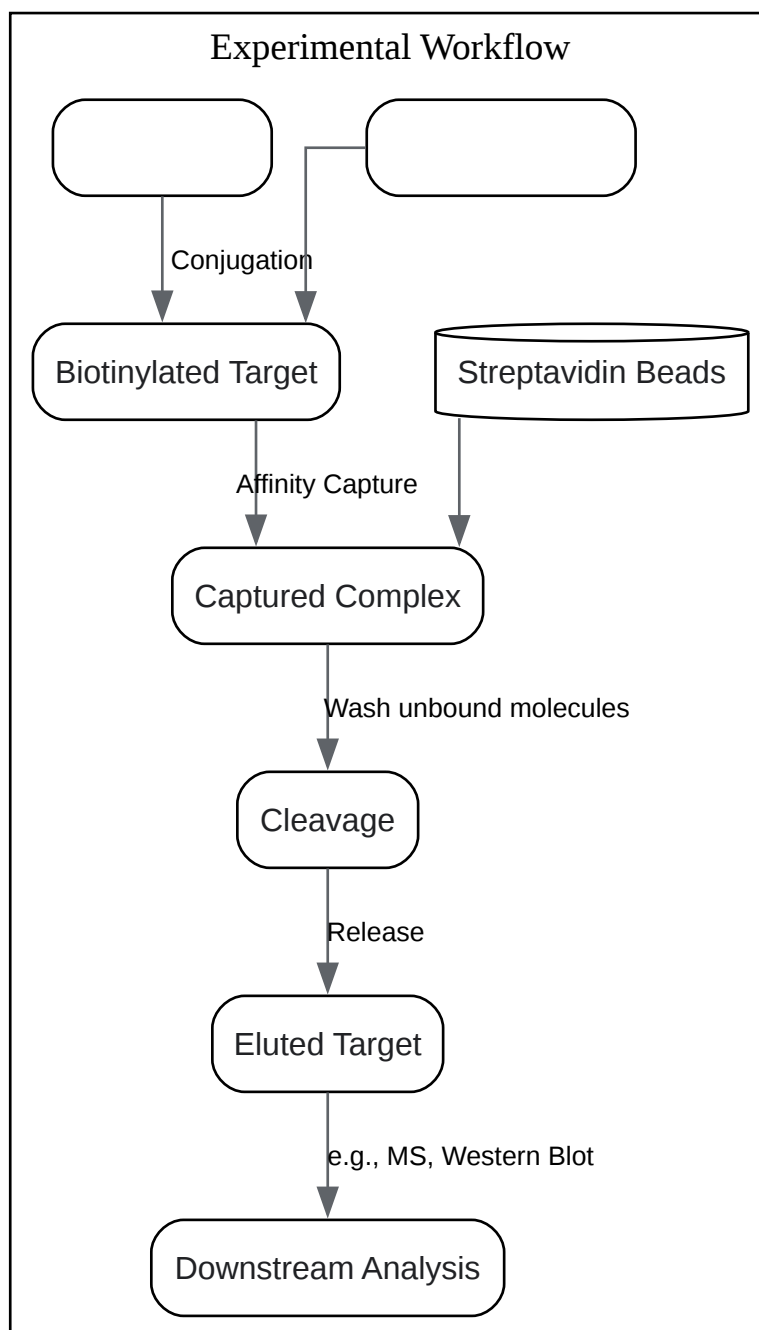 Experimental Workflow
Conjugation
Biotinylated Target
Streptavidin Beads
Affinity Capture
Captured Complex
Wash unbound molecules
Cleavage
Release
Eluted Target
e.g., MS, Western Blot
Downstream Analysis